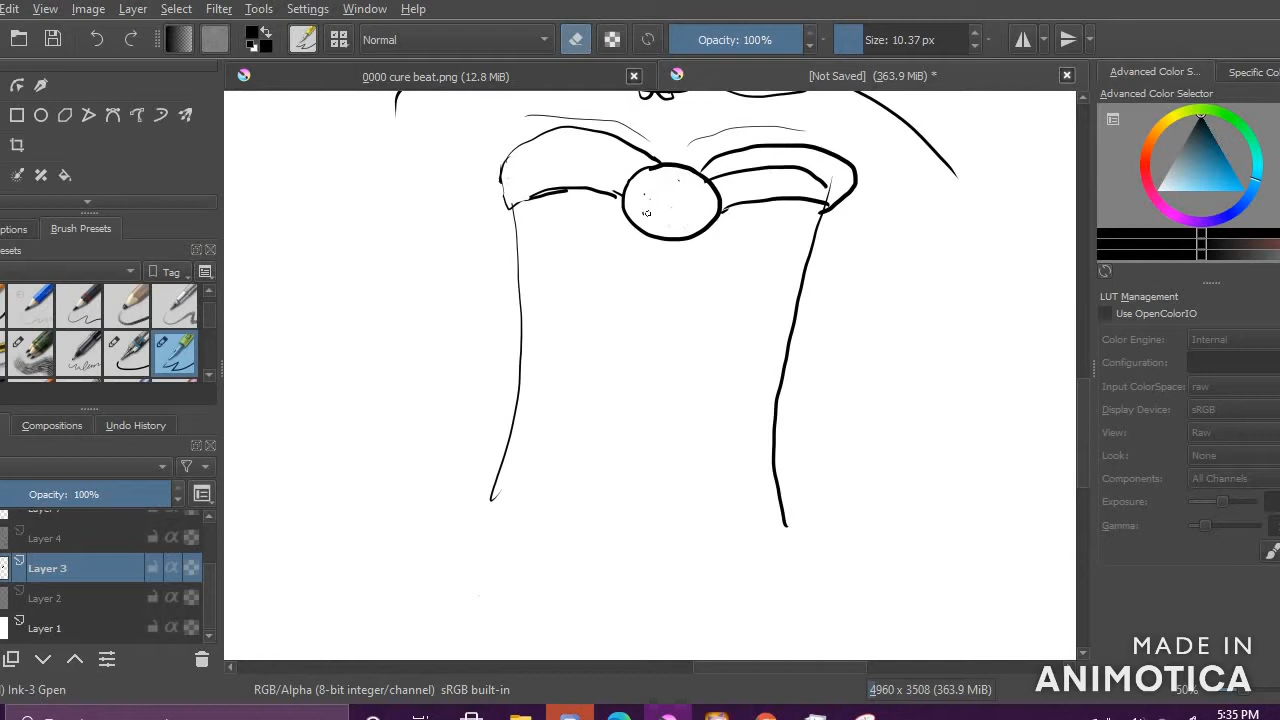 Edit View Image Layer Select Filter Tools Settings Window Help
Normal Opacity: 100% Size: 10.37 px
0000 cure beat.png (12.8 MiB) [Not Saved] (363.9 MiB) *
Advanced Color S... Specific Co
Advanced Color Selector
Brush Presets
Tag
LUT Management
Use OpenColorIO
Color Engine: Internal
Configuration:
Input ColorSpace: raw
Display Device: sRGB
View: Raw
Look: None
Components: All Channels
Exposure:
Gamma:
Compositions Undo History
Opacity: 100%
Layer 4
Layer 3
Layer 2
Layer 1
Ink-3 Gpen RGB/Alpha (8-bit integer/channel) sRGB built-in 4960 x 3508 (363.9 MiB) 50%
MADE IN
ANIMOTICA
5:35 PM